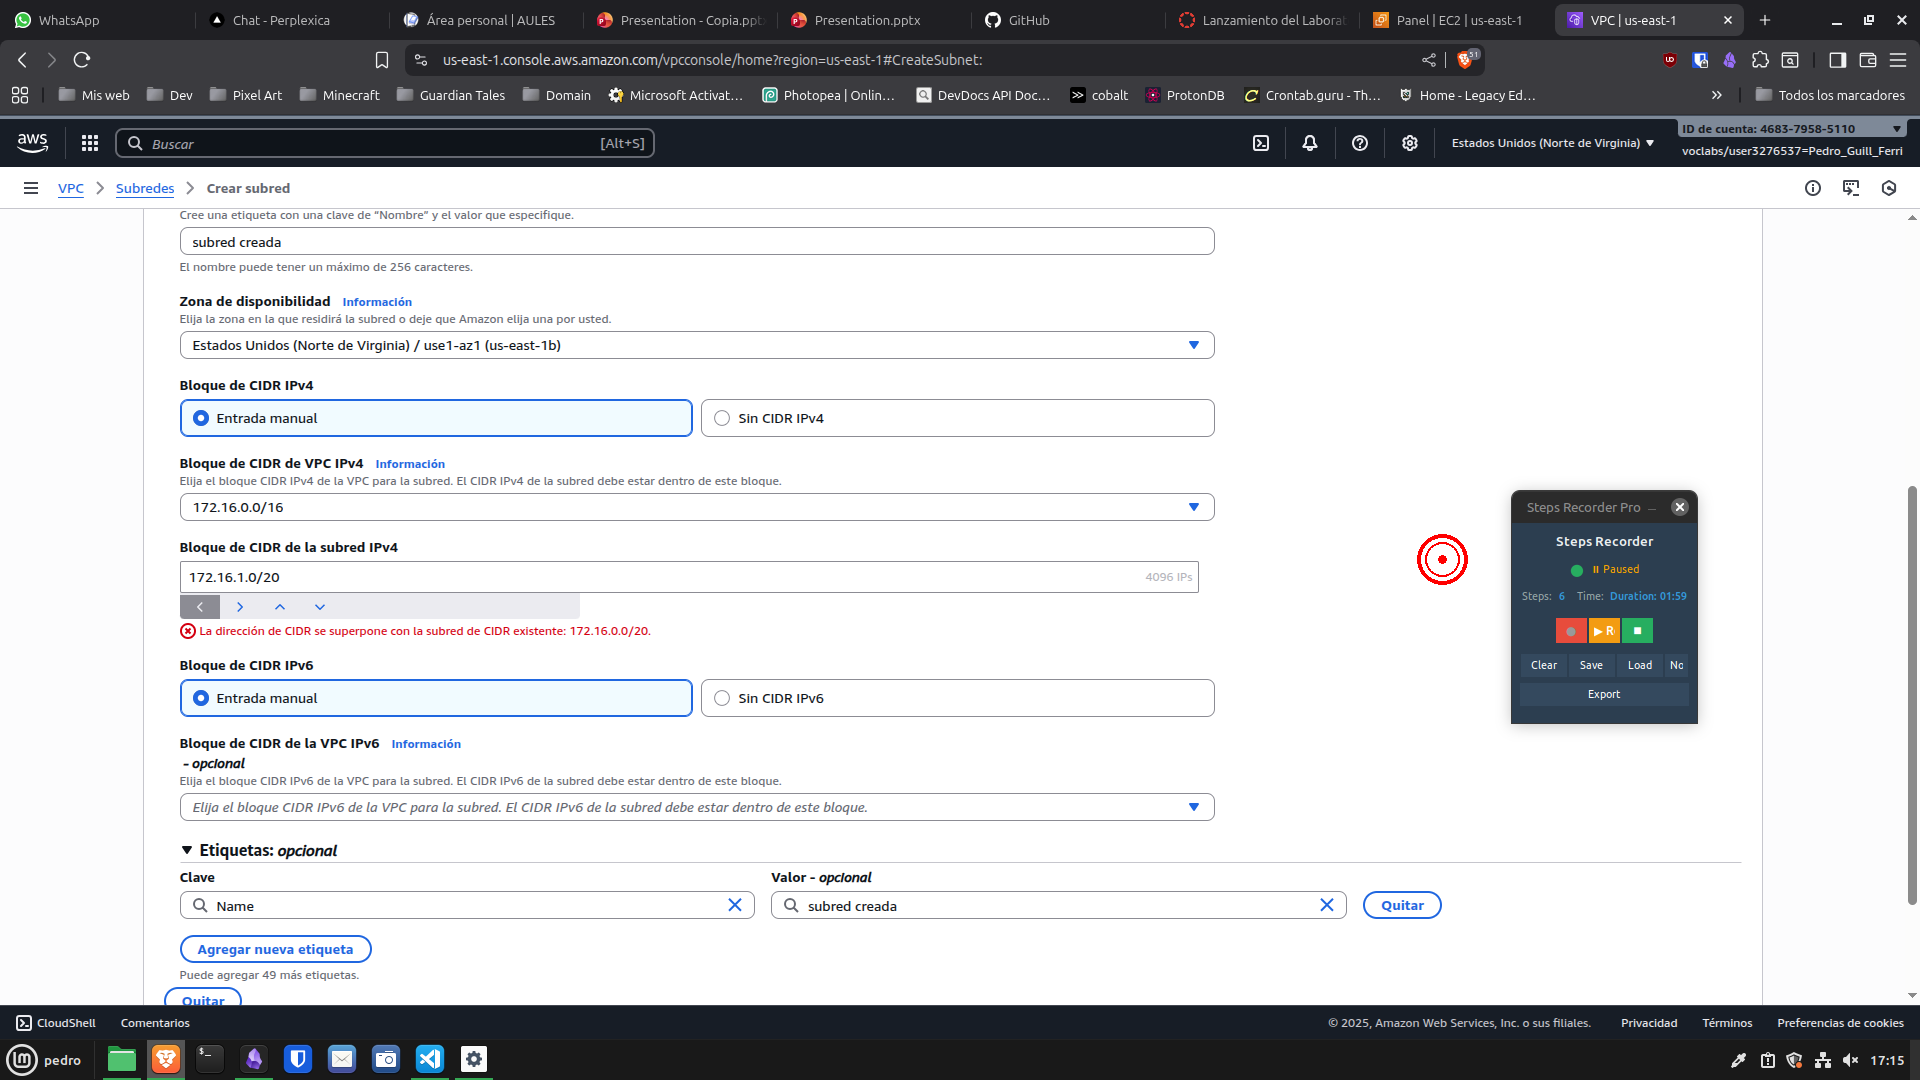 WhatsApp
Chat - Perplexica
Área personal | AULES
Presentation - Copia.ppt
Presentation.pptx
GitHub
Lanzamiento del Laborat
Panel | EC2 | us-east-1
VPC | us-east-1
us-east-1.console.aws.amazon.com/vpcconsole/home?region=us-east-1#CreateSubnet:
51
Mis web
Dev
Pixel Art
Minecraft
Guardian Tales
Domain
Microsoft Activat...
Photopea | Onlin...
DevDocs API Doc...
cobalt
ProtonDB
Crontab.guru - Th...
Home - Legacy Ed...
Todos los marcadores
aws
Buscar
[Alt+S]
Estados Unidos (Norte de Virginia)
ID de cuenta: 4683-7958-5110
voclabs/user3276537=Pedro_Guill_Ferri
VPC
Subredes
Crear subred
Cree una etiqueta con una clave de "Nombre" y el valor que especifique.
subred creada
El nombre puede tener un máximo de 256 caracteres.
Zona de disponibilidad Información
Elija la zona en la que residirá la subred o deje que Amazon elija una por usted.
Estados Unidos (Norte de Virginia) / use1-az1 (us-east-1b)
Bloque de CIDR IPv4
Entrada manual
Sin CIDR IPv4
Bloque de CIDR de VPC IPv4 Información
Elija el bloque CIDR IPv4 de la VPC para la subred. El CIDR IPv4 de la subred debe estar dentro de este bloque.
172.16.0.0/16
Bloque de CIDR de la subred IPv4
172.16.1.0/20
4096 IPs
La dirección de CIDR se superpone con la subred de CIDR existente: 172.16.0.0/20.
Bloque de CIDR IPv6
Entrada manual
Sin CIDR IPv6
Bloque de CIDR de la VPC IPv6 Información
- opcional
Elija el bloque CIDR IPv6 de la VPC para la subred. El CIDR IPv6 de la subred debe estar dentro de este bloque.
Elija el bloque CIDR IPv6 de la VPC para la subred. El CIDR IPv6 de la subred debe estar dentro de este bloque.
Etiquetas: opcional
Clave
Valor - opcional
Name
subred creada
Quitar
Agregar nueva etiqueta
Puede agregar 49 más etiquetas.
Quitar
Steps Recorder Pro
Steps Recorder
Paused
Steps: 6 Time: Duration: 01:59
R
Clear
Save
Load
No
Export
CloudShell
Comentarios
© 2025, Amazon Web Services, Inc. o sus filiales.
Privacidad
Términos
Preferencias de cookies
pedro
17:15